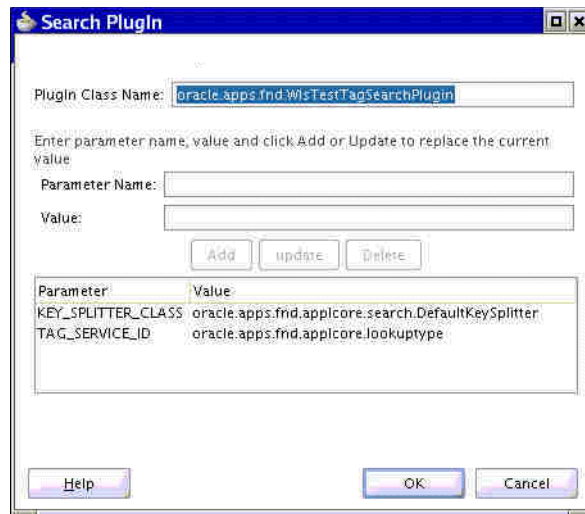 Search PlugIn
PlugIn Class Name: oracle.apps.fnd.WlsTestTagSearchPlugin
Enter parameter name, value and click Add or Update to replace the current
value
Parameter Name:
Value:
Add update Delete
Parameter Value
KEY_SPLITTER_CLASS oracle.apps.fnd.applcore.search.DefaultKeySplitter
TAG_SERVICE_ID oracle.apps.fnd.applcore.lookuptype
Help OK Cancel